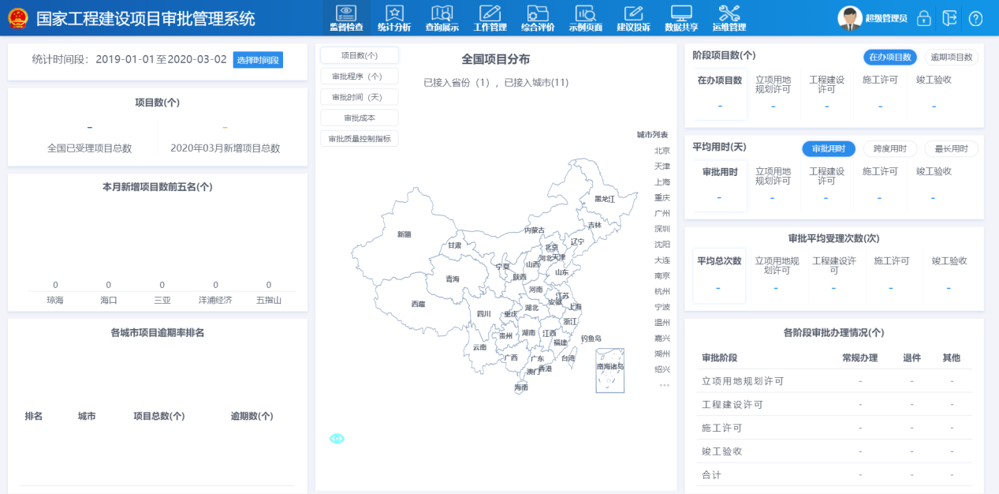 国家工程建设项目审批管理系统
监督检查 统计分析 查询展示 工作管理 综合评价 示例页面 建议投诉 数据共享 运维管理
超级管理员
统计时间段：2019-01-01至2020-03-02 选择时间段
项目数(个)
- -
全国已受理项目总数 2020年03月新增项目总数
本月新增项目数前五名(个)
0 0 0 0 0
琼海 海口 三亚 洋浦经济 五指山
各城市项目逾期率排名
排名 城市 项目总数(个) 逾期数(个)
项目数(个)
审批程序（个）
审批时间（天）
审批成本
审批质量控制指标
全国项目分布
已接入省份（1），已接入城市(11)
城市列表
北京
天津
上海
重庆
广州
深圳
沈阳
大连
南京
杭州
宁波
温州
嘉兴
湖州
绍兴
...
黑龙江
吉林
辽宁
内蒙古
新疆
甘肃
北京
天津
河北
山西
宁夏
陕西
山东
青海
河南
江苏
安徽
上海
西藏
四川
重庆
湖北
浙江
贵州
湖南
江西
福建
钓鱼岛
云南
广西
广东
台湾
香港
澳门
南海诸岛
海南
阶段项目数(个) 在办项目数 逾期项目数
在办项目数 立项用地规划许可 工程建设许可 施工许可 竣工验收
- - - - -
平均用时(天) 审批用时 跨度用时 最长用时
审批用时 立项用地规划许可 工程建设许可 施工许可 竣工验收
- - - - -
审批平均受理次数(次)
平均总次数 立项用地规划许可 工程建设许可 施工许可 竣工验收
- - - - -
各阶段审批办理情况(个)
审批阶段 常规办理 退件 其他
立项用地规划许可 - - -
工程建设许可 - - -
施工许可 - - -
竣工验收 - - -
合计 - - -